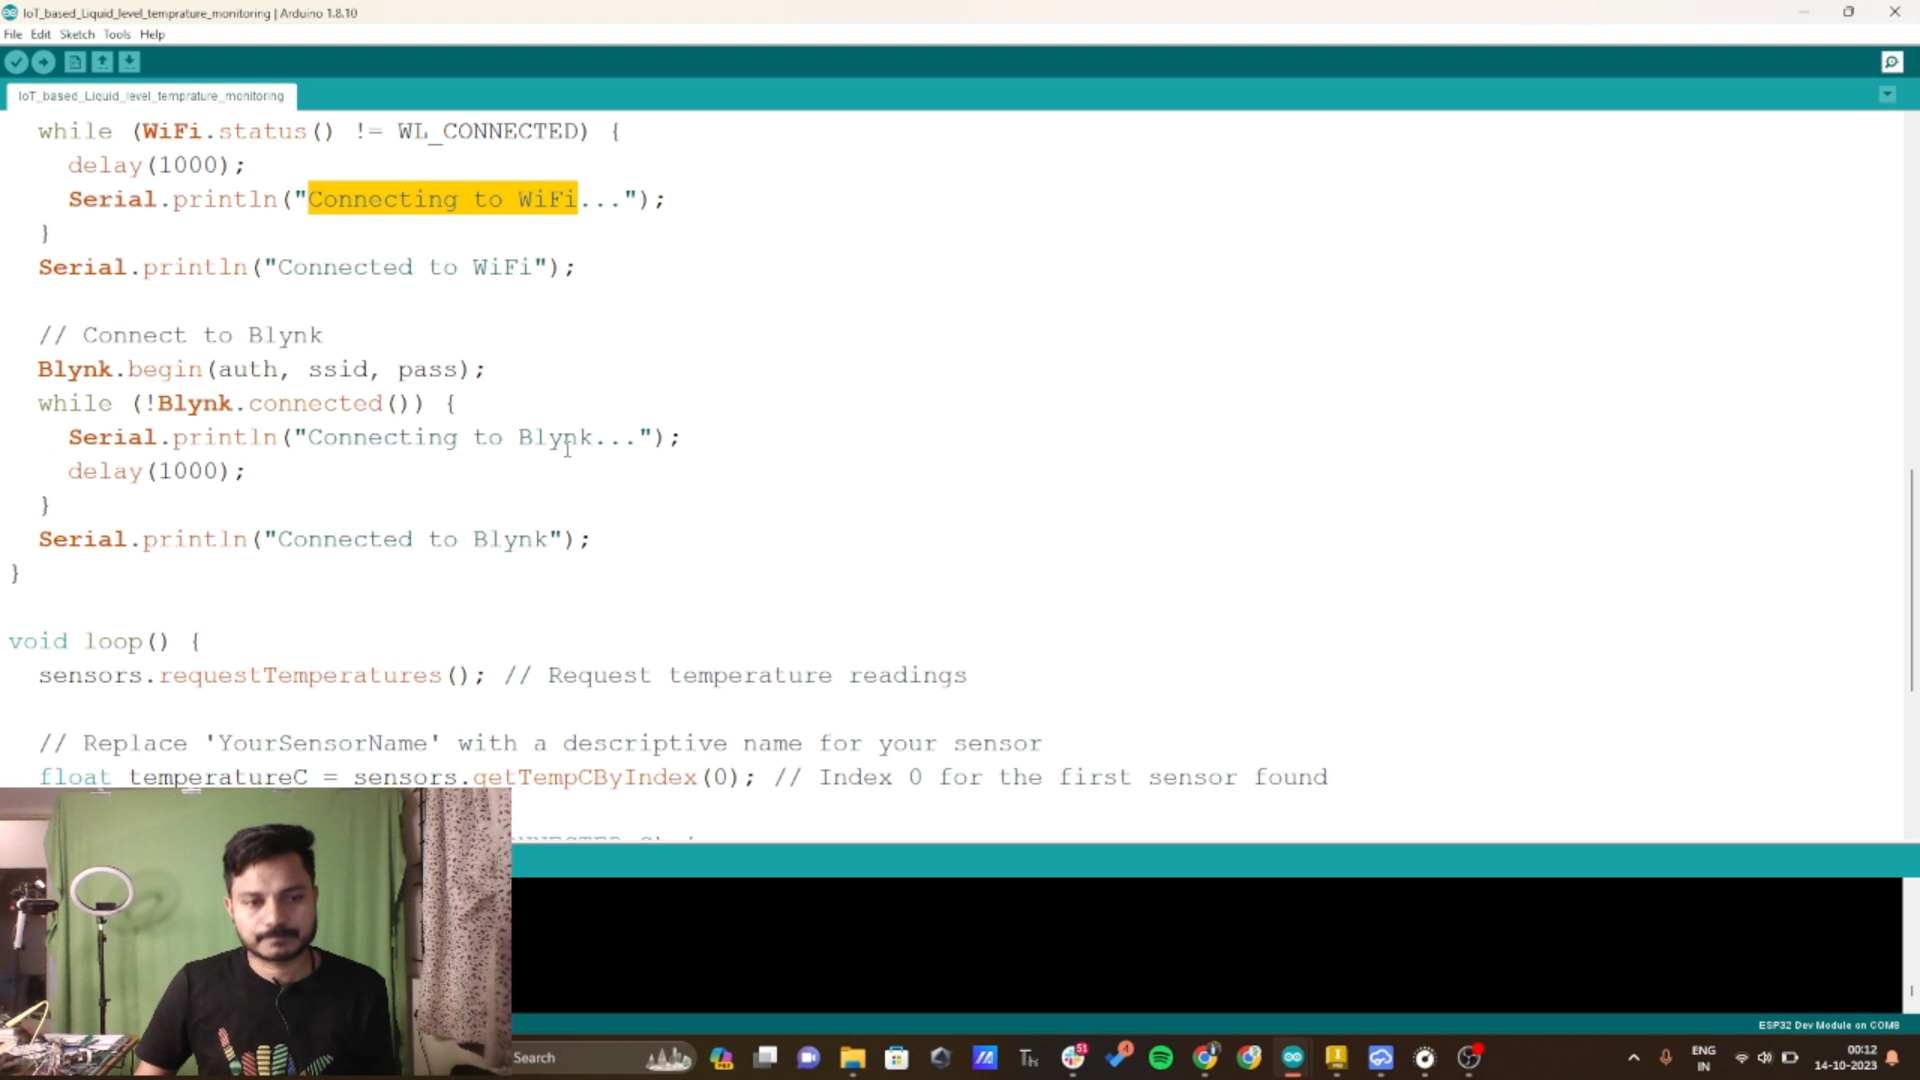 IoT_based_Liquid_level_temprature_monitoring | Arduino 1.8.10
File Edit Sketch Tools Help
IoT_based_Liquid_level_temprature_monitoring
while (WiFi.status() != WL_CONNECTED) {
delay(1000);
Serial.println("Connecting to WiFi...");
}
Serial.println("Connected to WiFi");
// Connect to Blynk
Blynk.begin(auth, ssid, pass);
while (!Blynk.connected()) {
Serial.println("Connecting to Blynk...");
delay(1000);
}
Serial.println("Connected to Blynk");
}
void loop() {
sensors.requestTemperatures(); // Request temperature readings
// Replace 'YourSensorName' with a descriptive name for your sensor
float temperatureC = sensors.getTempCByIndex(0); // Index 0 for the first sensor found
ESP32 Dev Module on COM8
Search
51
4
ENG
IN
00:12
14-10-2023